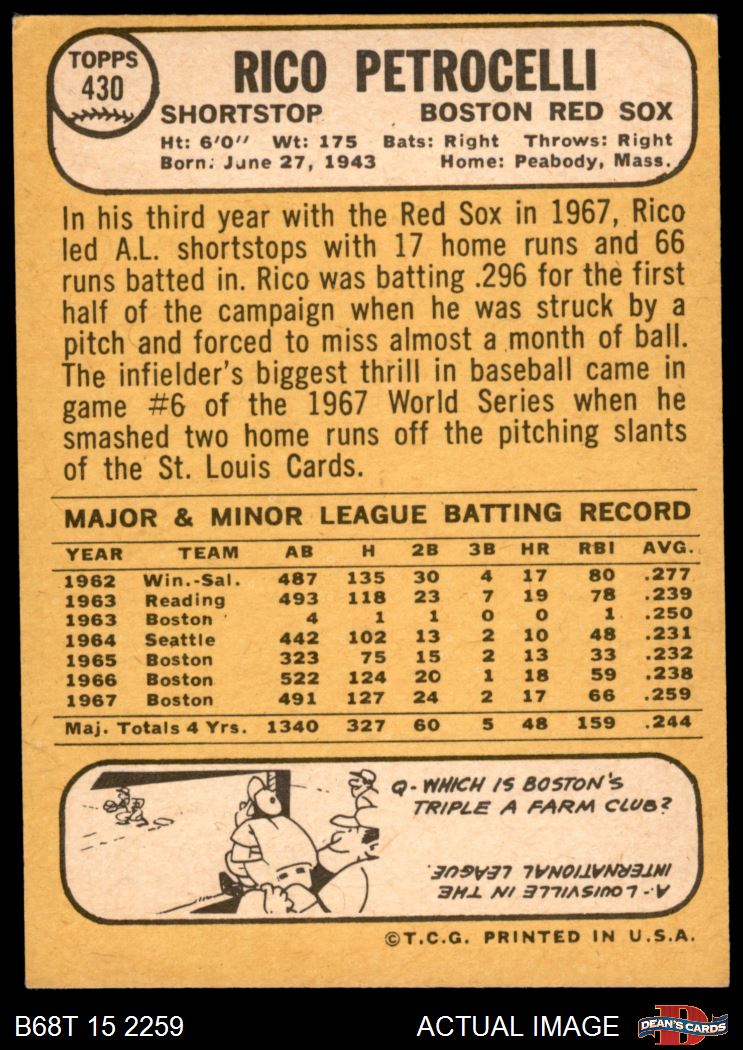 TOPPS
430
RICO PETROCELLI
SHORTSTOP BOSTON RED SOX
Ht: 6'0" Wt: 175 Bats: Right Throws: Right
Born: June 27, 1943 Home: Peabody, Mass.
In his third year with the Red Sox in 1967, Rico
led A.L. shortstops with 17 home runs and 66
runs batted in. Rico was batting .296 for the first
half of the campaign when he was struck by a
pitch and forced to miss almost a month of ball.
The infielder's biggest thrill in baseball came in
game #6 of the 1967 World Series when he
smashed two home runs off the pitching slants
of the St. Louis Cards.
MAJOR & MINOR LEAGUE BATTING RECORD
YEAR TEAM AB H 2B 3B HR RBI AVG.
1962 Win.-Sal. 487 135 30 4 17 80 .277
1963 Reading 493 118 23 7 19 78 .239
1963 Boston 4 1 1 0 0 1 .250
1964 Seattle 442 102 13 2 10 48 .231
1965 Boston 323 75 15 2 13 33 .232
1966 Boston 522 124 20 1 18 59 .238
1967 Boston 491 127 24 2 17 66 .259
Maj. Totals 4 Yrs. 1340 327 60 5 48 159 .244
Q-WHICH IS BOSTON'S
TRIPLE A FARM CLUB?
A-LOUISVILLE IN THE
INTERNATIONAL LEAGUE.
©T.C.G. PRINTED IN U.S.A.
B68T 15 2259 ACTUAL IMAGE
D
DEAN'S CARDS